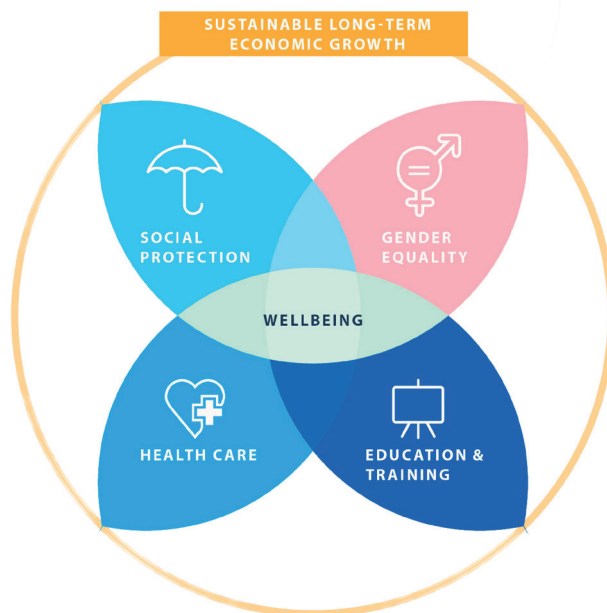 SUSTAINABLE LONG-TERM
ECONOMIC GROWTH
SOCIAL
PROTECTION
GENDER
EQUALITY
WELLBEING
HEALTH CARE
EDUCATION &
TRAINING